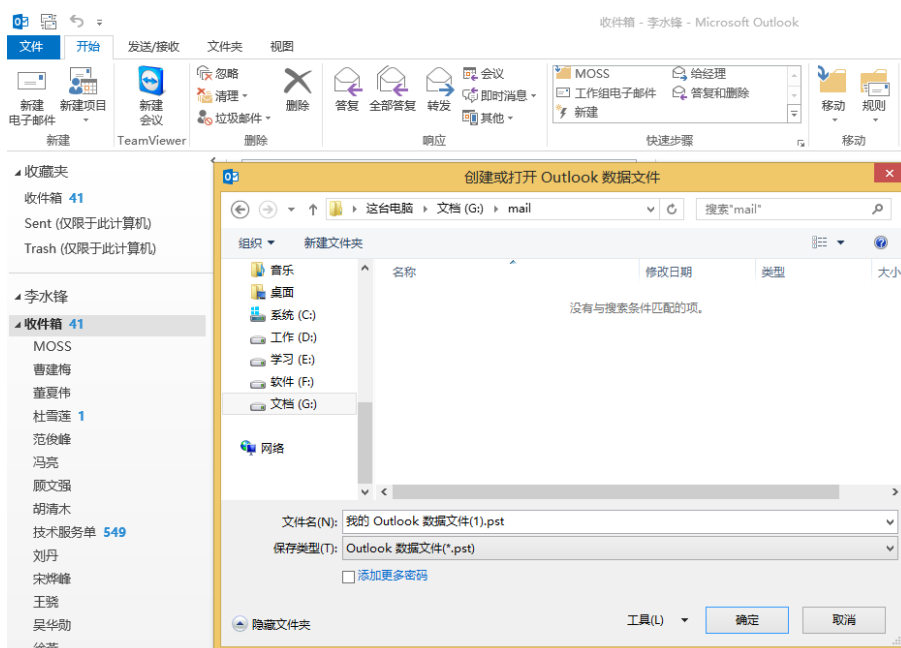 收件箱 - 李水锋 - Microsoft Outlook
文件 开始 发送/接收 文件夹 视图
新建
电子邮件
新建项目
新建
新建
会议
TeamViewer
忽略
清理
垃圾邮件
删除
删除
答复 全部答复 转发
会议
即时消息
其他
响应
MOSS
工作组电子邮件
新建
给经理
答复和删除
快速步骤
移动 规则
移动
收藏夹
收件箱 41
Sent (仅限于此计算机)
Trash (仅限于此计算机)
李水锋
收件箱 41
MOSS
曹建梅
董夏伟
杜雪莲 1
范俊峰
冯亮
顾文强
胡清木
技术服务单 549
刘丹
宋烨峰
王骁
吴华勋
创建或打开 Outlook 数据文件
这台电脑 文档 (G:) mail
搜索"mail"
组织 新建文件夹
音乐
桌面
系统 (C:)
工作 (D:)
学习 (E:)
软件 (F:)
文档 (G:)
网络
名称 修改日期 类型 大小
没有与搜索条件匹配的项。
文件名(N): 我的 Outlook 数据文件(1).pst
保存类型(T): Outlook 数据文件(*.pst)
添加更多密码
隐藏文件夹
工具(L) 确定 取消